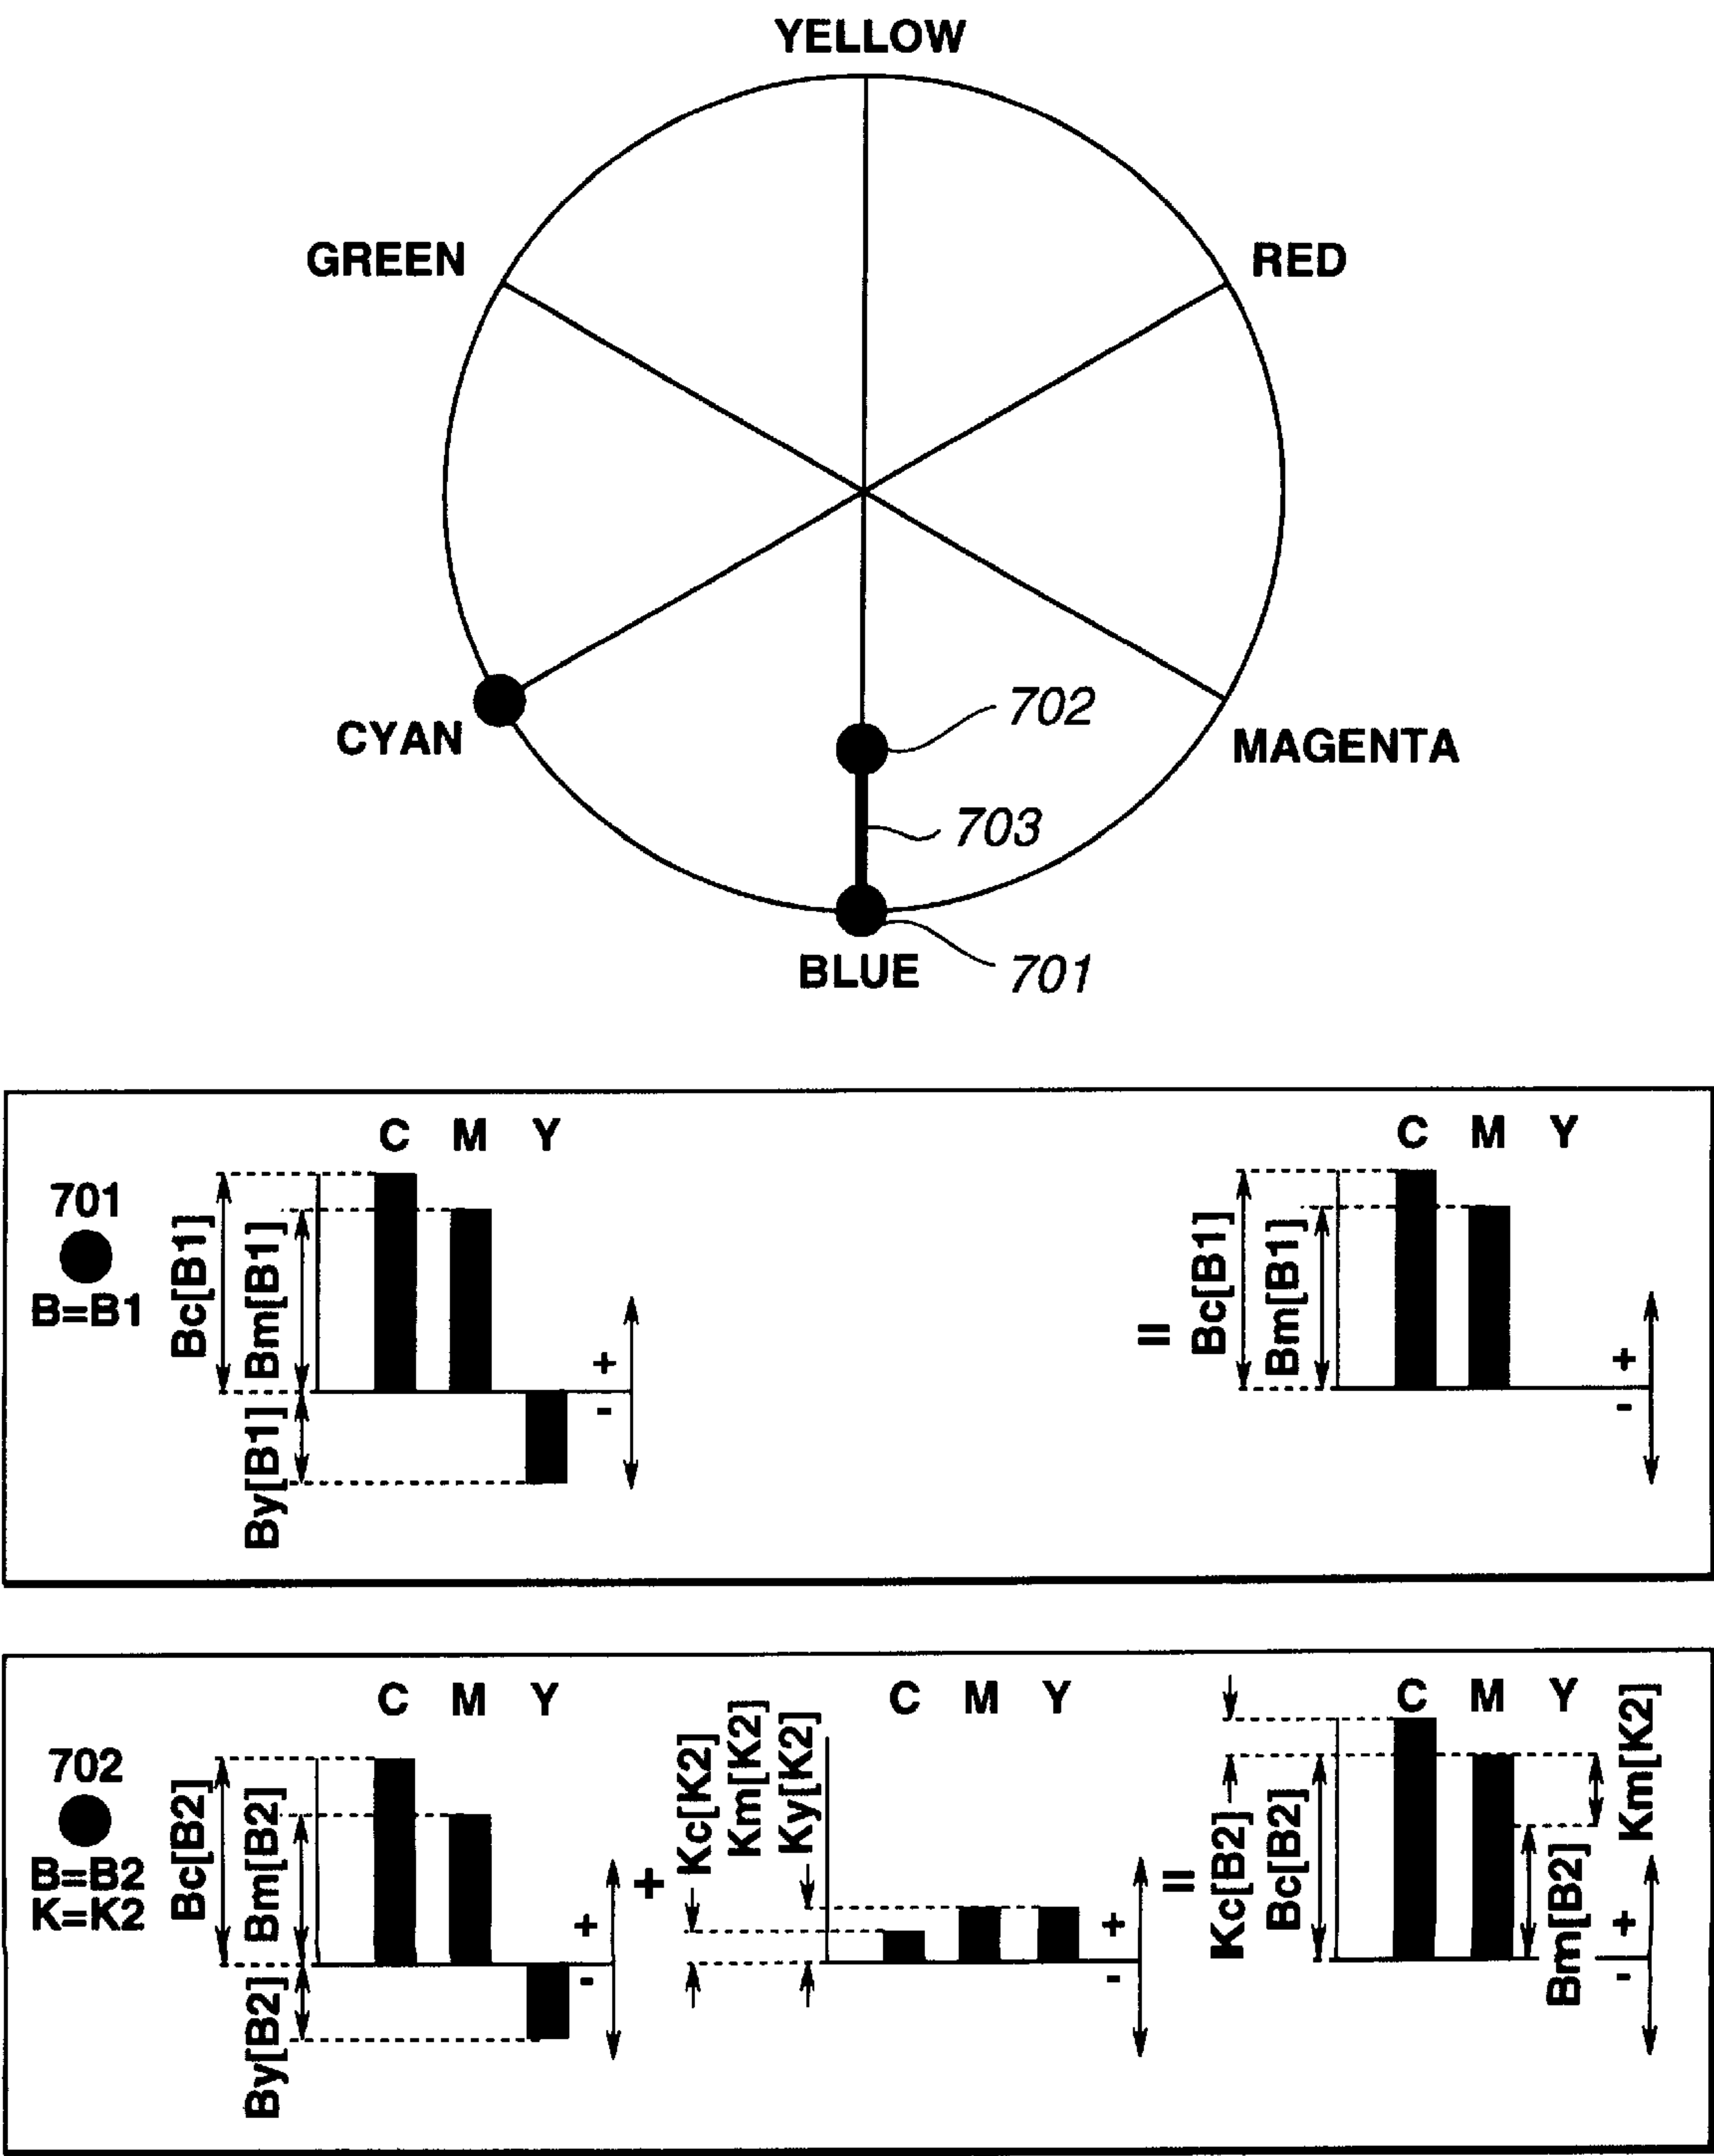 YELLOW
GREEN
RED
CYAN
702
MAGENTA
703
BLUE
701
C M Y
C M Y
701
B=B1
Bc[B1]
Bm[B1]
By[B1]
+
-
=
Bc[B1]
Bm[B1]
+
-
C M Y
C M Y
C M Y
702
B=B2
K=K2
Bc[B2]
Bm[B2]
By[B2]
+
-
+
Kc[K2]
Km[K2]
Ky[K2]
+
-
=
Kc[B2]
Bc[B2]
Bm[B2]
Km[K2]
+
-